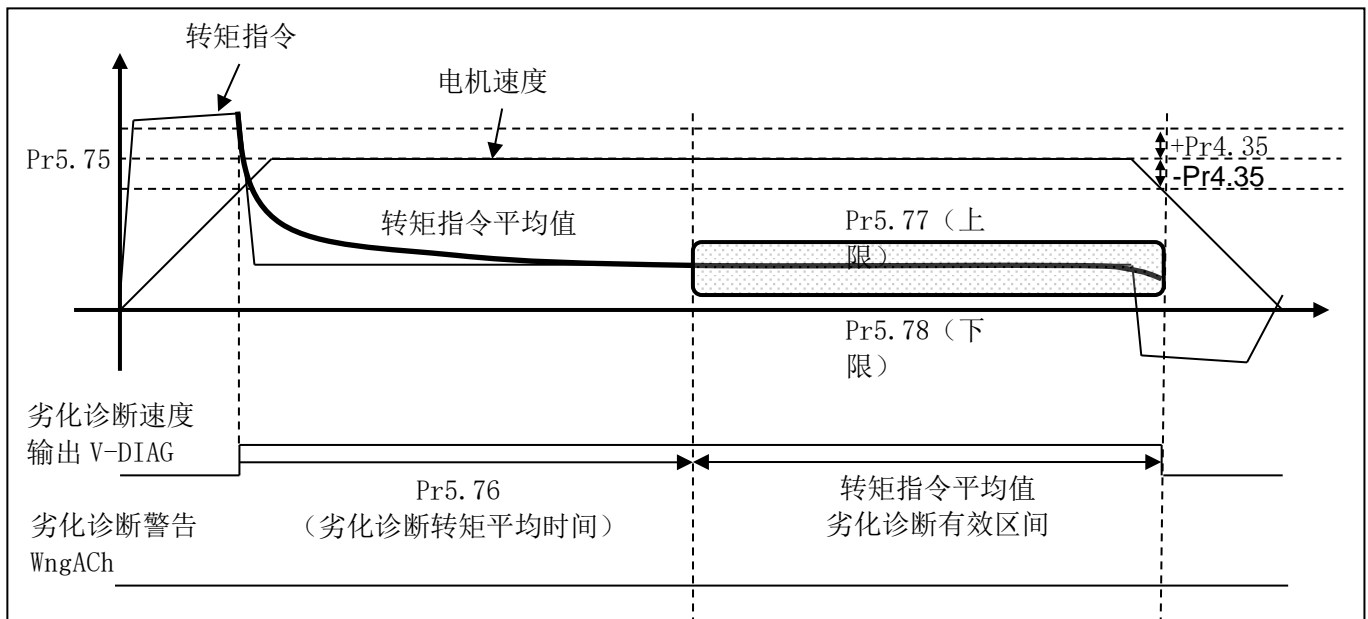 转矩指令
电机速度
Pr5.75
+Pr4.35
-Pr4.35
转矩指令平均值
Pr5.77（上
限）
Pr5.78（下
限）
劣化诊断速度
输出 V-DIAG
Pr5.76
（劣化诊断转矩平均时间）
转矩指令平均值
劣化诊断有效区间
劣化诊断警告
WngACh